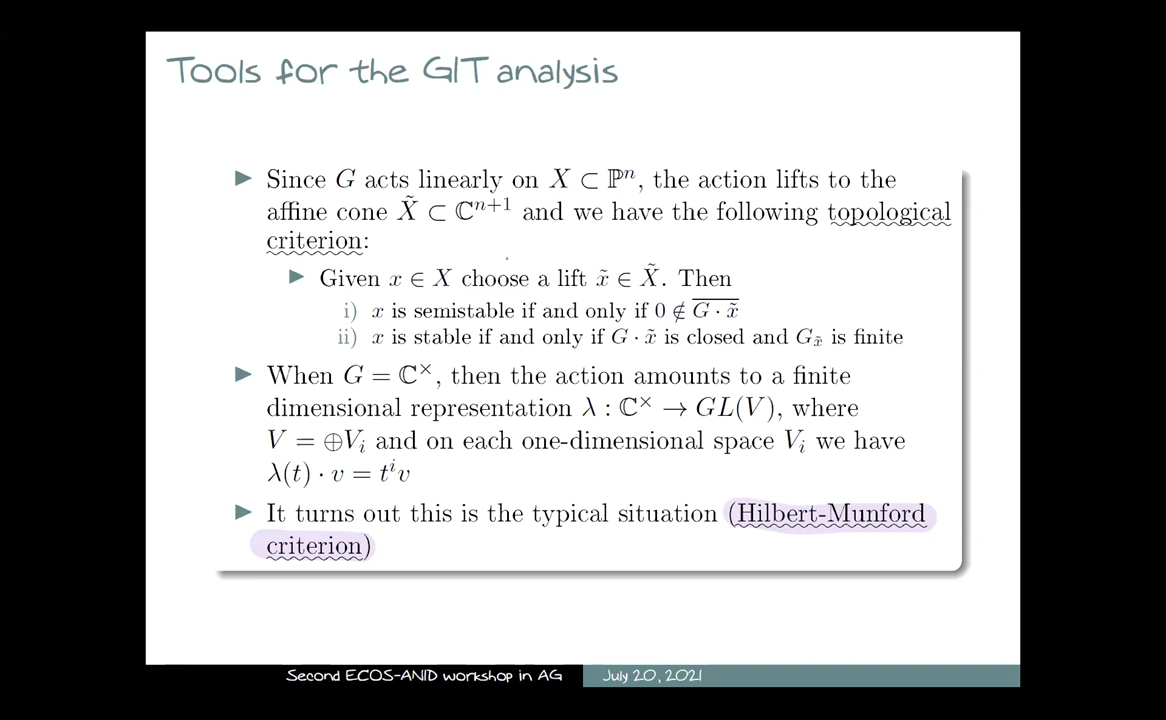 Tools for the GIT analysis
▶ Since G acts linearly on X ⊂ ℙⁿ, the action lifts to the
affine cone X̃ ⊂ ℂⁿ⁺¹ and we have the following topological
criterion:
▶ Given x ∈ X choose a lift x̃ ∈ X̃. Then
i) x is semistable if and only if 0 ∉ \overline{G · x̃}
ii) x is stable if and only if G · x̃ is closed and G_x̃ is finite
▶ When G = ℂ^×, then the action amounts to a finite
dimensional representation λ : ℂ^× → GL(V), where
V = ⊕V_i and on each one-dimensional space V_i we have
λ(t) · v = tⁱv
▶ It turns out this is the typical situation (Hilbert-Munford
criterion)
Second ECOS-ANID workshop in AG July 20, 2021